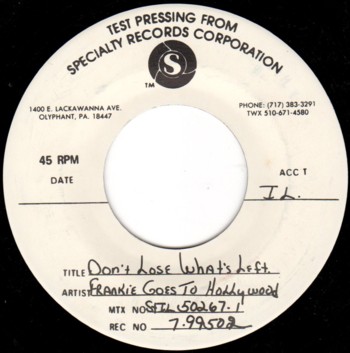 TEST PRESSING FROM
SPECIALTY RECORDS CORPORATION
S
TM
1400 E. LACKAWANNA AVE.
OLYPHANT, PA. 18447
PHONE: (717) 383-3291
TWX 510-671-4580
45 RPM
ACC'T
DATE
I L.
TITLE Don't Lose What's Left.
ARTIST FRANKIE GOES TO HOLLYWOOD
MTX NO. STIL 50267.1
REC NO 7.99502